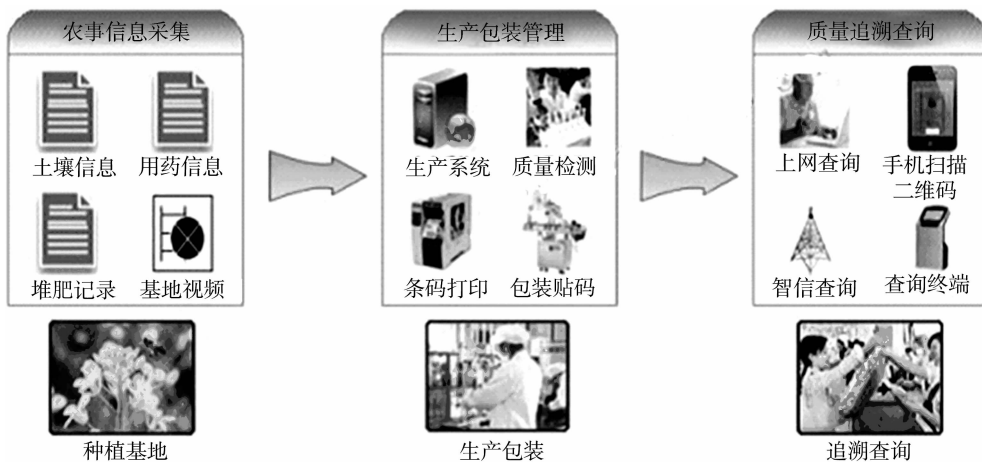 农事信息采集
土壤信息 用药信息
堆肥记录 基地视频
种植基地
生产包装管理
生产系统 质量检测
条码打印 包装贴码
生产包装
质量追溯查询
上网查询 手机扫描
二维码
智信查询 查询终端
追溯查询